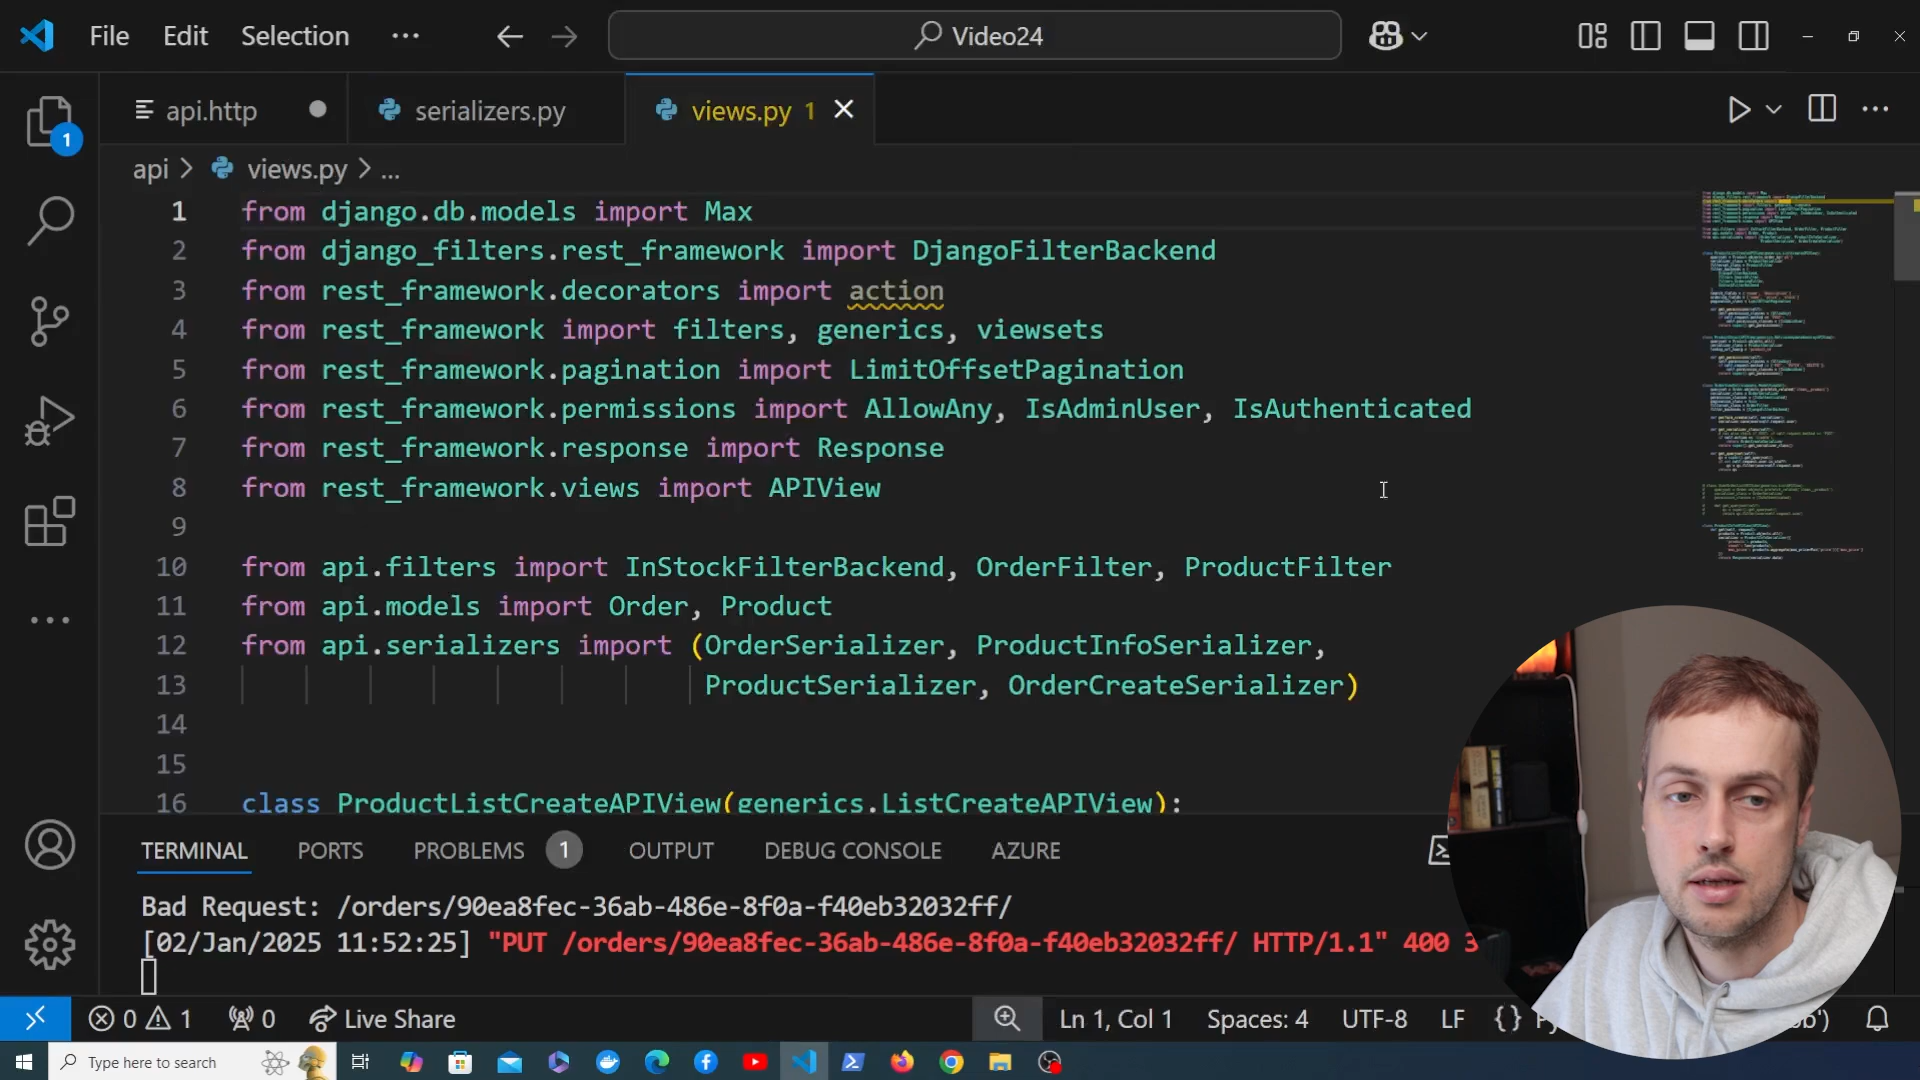 File Edit Selection ··· Video24
api.http serializers.py views.py 1
api > views.py > ...
1 from django.db.models import Max
2 from django_filters.rest_framework import DjangoFilterBackend
3 from rest_framework.decorators import action
4 from rest_framework import filters, generics, viewsets
5 from rest_framework.pagination import LimitOffsetPagination
6 from rest_framework.permissions import AllowAny, IsAdminUser, IsAuthenticated
7 from rest_framework.response import Response
8 from rest_framework.views import APIView
9
10 from api.filters import InStockFilterBackend, OrderFilter, ProductFilter
11 from api.models import Order, Product
12 from api.serializers import (OrderSerializer, ProductInfoSerializer,
13 ProductSerializer, OrderCreateSerializer)
14
15
16 class ProductListCreateAPIView(generics.ListCreateAPIView):
TERMINAL PORTS PROBLEMS 1 OUTPUT DEBUG CONSOLE AZURE
Bad Request: /orders/90ea8fec-36ab-486e-8f0a-f40eb32032ff/
[02/Jan/2025 11:52:25] "PUT /orders/90ea8fec-36ab-486e-8f0a-f40eb32032ff/ HTTP/1.1" 400 3
0 1 0 Live Share Ln 1, Col 1 Spaces: 4 UTF-8 LF {}
Type here to search